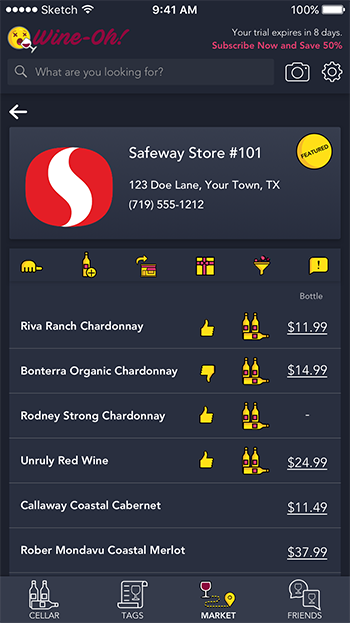 Sketch 9:41 AM 100%
Wine-Oh!
Your trial expires in 8 days.
Subscribe Now and Save 50%
What are you looking for?
Safeway Store #101
FEATURED
123 Doe Lane, Your Town, TX
(719) 555-1212
Bottle
Riva Ranch Chardonnay $11.99
Bonterra Organic Chardonnay $14.99
Rodney Strong Chardonnay -
Unruly Red Wine $24.99
Callaway Coastal Cabernet $11.49
Rober Mondavu Coastal Merlot $37.99
CELLAR TAGS MARKET FRIENDS